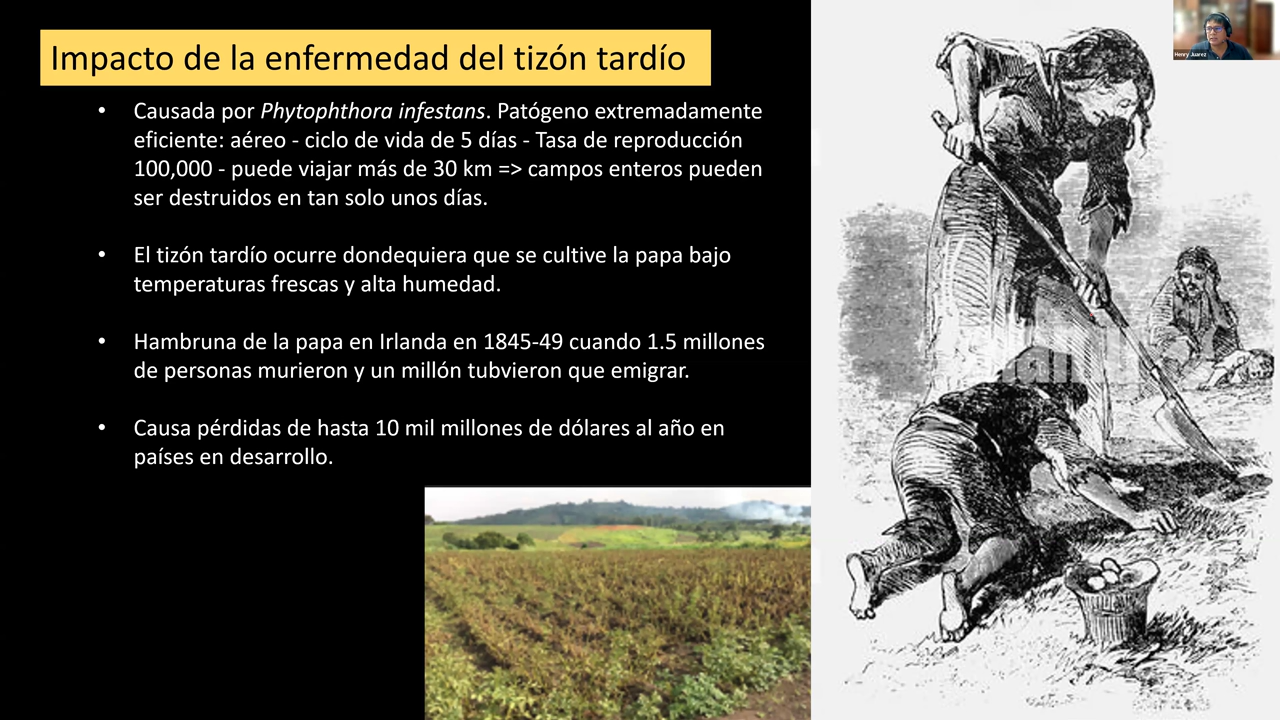 Impacto de la enfermedad del tizón tardío
• Causada por Phytophthora infestans. Patógeno extremadamente
eficiente: aéreo - ciclo de vida de 5 días - Tasa de reproducción
100,000 - puede viajar más de 30 km => campos enteros pueden
ser destruidos en tan solo unos días.
• El tizón tardío ocurre dondequiera que se cultive la papa bajo
temperaturas frescas y alta humedad.
• Hambruna de la papa en Irlanda en 1845-49 cuando 1.5 millones
de personas murieron y un millón tubvieron que emigrar.
• Causa pérdidas de hasta 10 mil millones de dólares al año en
países en desarrollo.
Henry Juarez